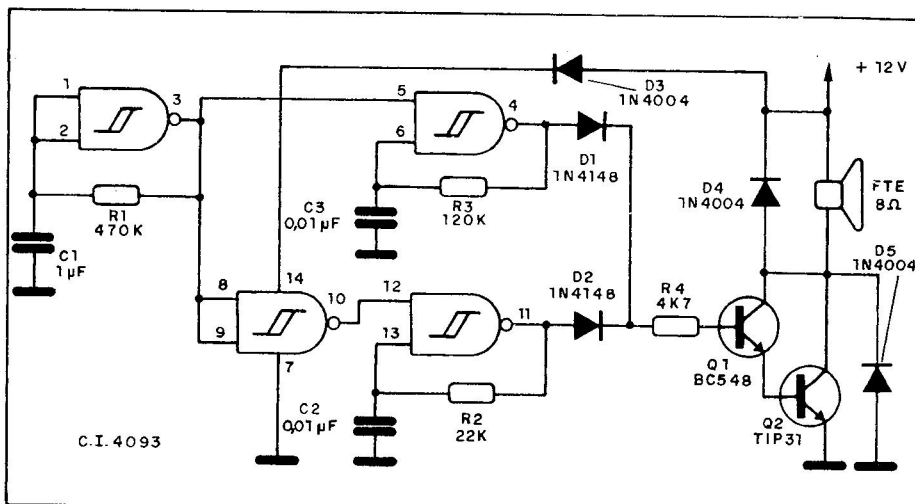 1
2
3
R1
470K
C1
1µF
8
9
14
10
7
C.I. 4093
5
6
4
C3
0,01µF
R3
120K
D1
1N4148
12
13
11
C2
0,01µF
R2
22K
D2
1N4148
D3
1N4004
R4
4K7
D4
1N4004
+ 12V
FTE
8Ω
D5
1N4004
Q1
BC548
Q2
TIP31